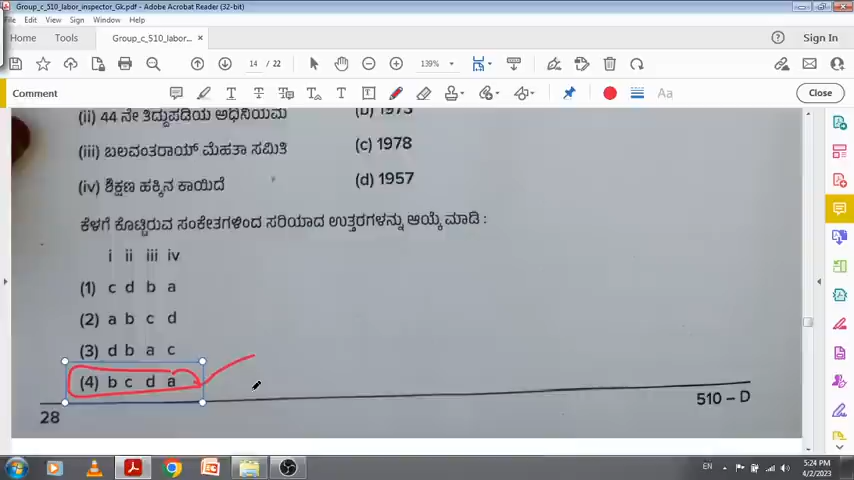 Group_c_510_labor_inspector_Gk.pdf - Adobe Acrobat Reader (32-bit)
File Edit View Sign Window Help
Home Tools Group_c_510_labor... × Sign In
14 / 22 139%
Comment Close
(ii) 44 ನೇ ತಿದ್ದುಪಡಿಯ ಅಧಿನಿಯಮ (b) 1973
(iii) ಬಲವಂತರಾಯ್ ಮೆಹತಾ ಸಮಿತಿ (c) 1978
(iv) ಶಿಕ್ಷಣ ಹಕ್ಕಿನ ಕಾಯಿದೆ (d) 1957
ಕೆಳಗೆ ಕೊಟ್ಟಿರುವ ಸಂಕೇತಗಳಿಂದ ಸರಿಯಾದ ಉತ್ತರಗಳನ್ನು ಆಯ್ಕೆ ಮಾಡಿ :
i ii iii iv
(1) c d b a
(2) a b c d
(3) d b a c
(4) b c d a
28 510 – D
EN 5:24 PM
4/2/2023